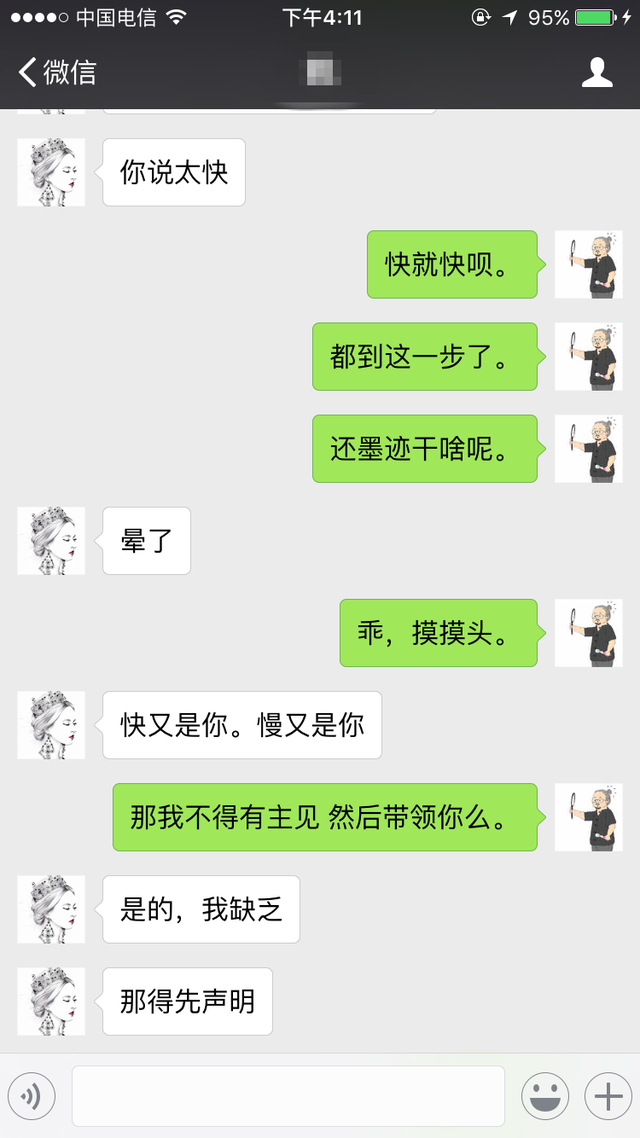 中国电信
下午4:11
95%
微信
你说太快
快就快呗。
都到这一步了。
还墨迹干啥呢。
晕了
乖，摸摸头。
快又是你。慢又是你
那我不得有主见 然后带领你么。
是的，我缺乏
那得先声明